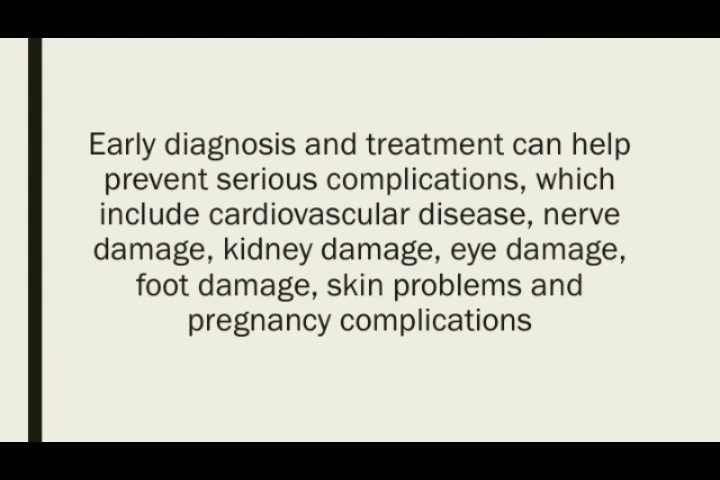 Early diagnosis and treatment can help
prevent serious complications, which
include cardiovascular disease, nerve
damage, kidney damage, eye damage,
foot damage, skin problems and
pregnancy complications